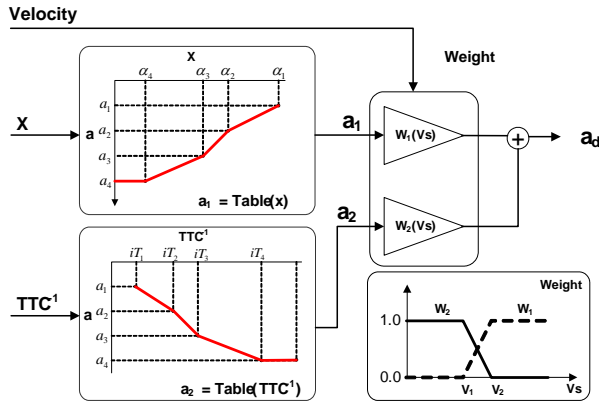 Velocity
X
α₄ α₃ α₂ α₁
Weight
a₁
a₂
a₃
a₄
a
X
a₁ = Table(x)
a₁
W₁(Vs)
+
a_d
a₂
W₂(Vs)
TTC⁻¹
iT₁ iT₂ iT₃ iT₄
a₁
a₂
a₃
a₄
a
TTC⁻¹
a₂ = Table(TTC⁻¹)
Weight
W₂ W₁
1.0
0.0
V₁ V₂ Vs